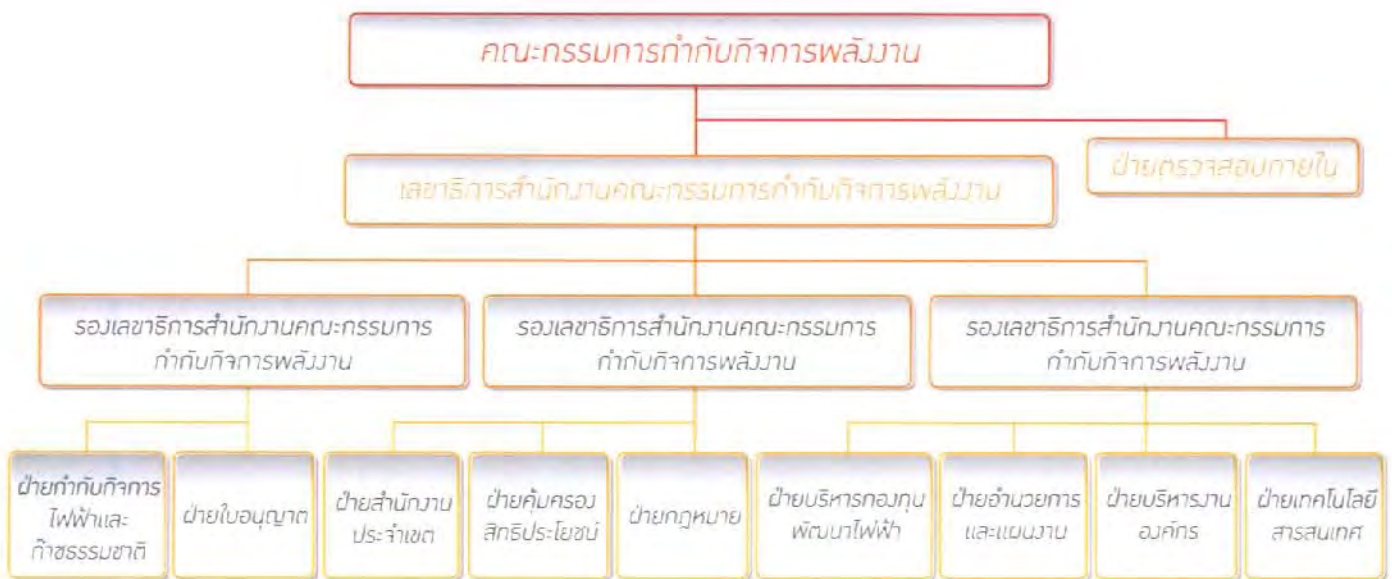 คณะกรรมการกำกับกิจการพลังงาน
ฝ่ายตรวจสอบภายใน
เลขาธิการสำนักงานคณะกรรมการกำกับกิจการพลังงาน
รองเลขาธิการสำนักงานคณะกรรมการ
กำกับกิจการพลังงาน
รองเลขาธิการสำนักงานคณะกรรมการ
กำกับกิจการพลังงาน
รองเลขาธิการสำนักงานคณะกรรมการ
กำกับกิจการพลังงาน
ฝ่ายกำกับกิจการ
ไฟฟ้าและ
ก๊าซธรรมชาติ
ฝ่ายใบอนุญาต
ฝ่ายสำนักงาน
ประจำเขต
ฝ่ายคุ้มครอง
สิทธิประโยชน์
ฝ่ายกฎหมาย
ฝ่ายบริหารกองทุน
พัฒนาไฟฟ้า
ฝ่ายอำนวยการ
และแผนงาน
ฝ่ายบริหารงาน
องค์กร
ฝ่ายเทคโนโลยี
สารสนเทศ